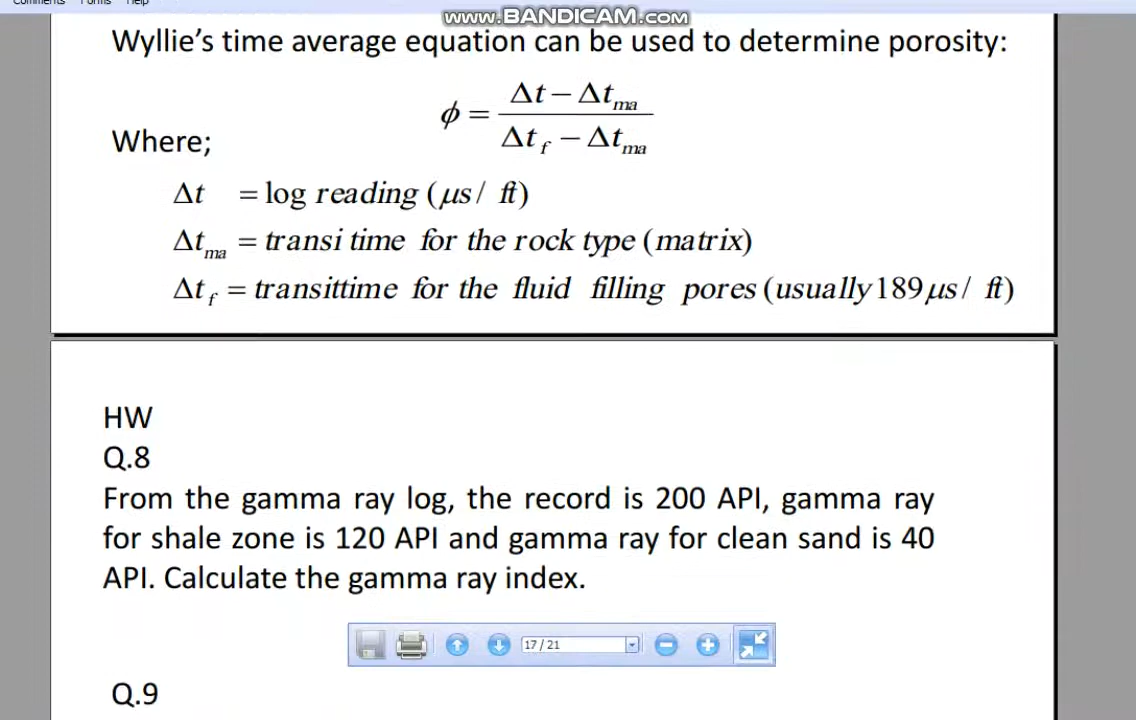 Comments Forms Help
www.BANDICAM.com
Wyllie's time average equation can be used to determine porosity:
ϕ = (Δt − Δt_ma) / (Δt_f − Δt_ma)
Where;
Δt = log reading (μs / ft)
Δt_ma = transi time for the rock type (matrix)
Δt_f = transittime for the fluid filling pores (usually 189 μs / ft)
HW
Q.8
From the gamma ray log, the record is 200 API, gamma ray
for shale zone is 120 API and gamma ray for clean sand is 40
API. Calculate the gamma ray index.
17 / 21
Q.9